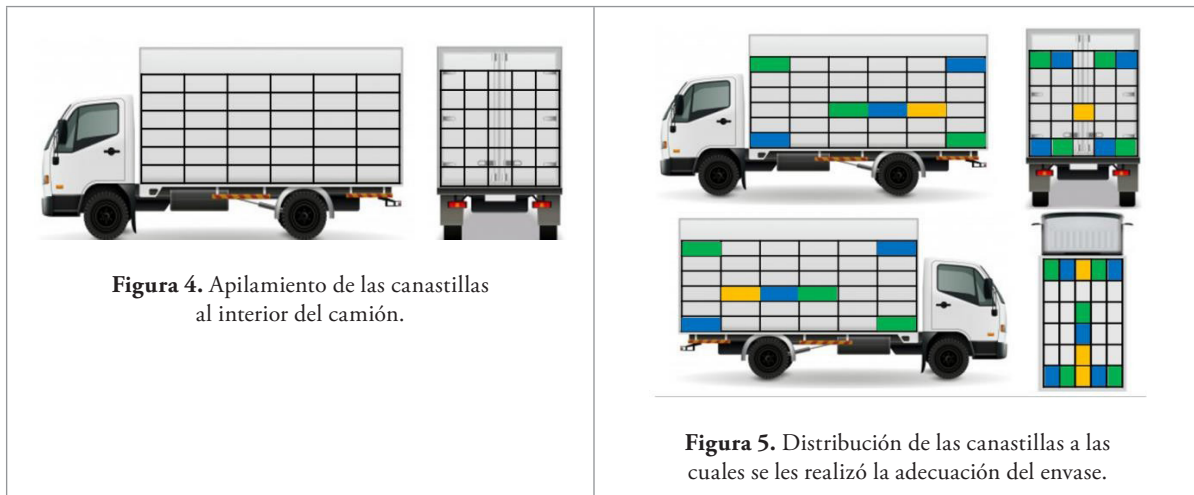 Figura 4. Apilamiento de las canastillas
al interior del camión.
Figura 5. Distribución de las canastillas a las
cuales se les realizó la adecuación del envase.